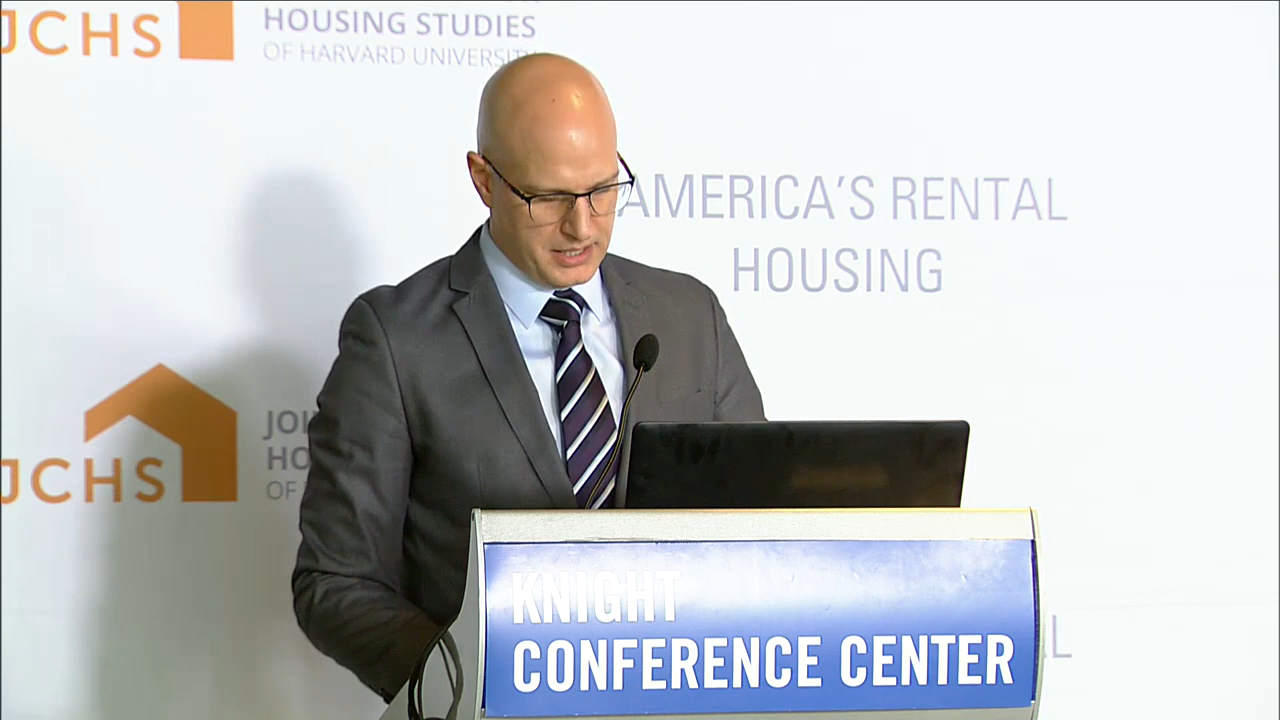 JCHS
HOUSING STUDIES
OF HARVARD UNIVERSITY
AMERICA'S RENTAL
HOUSING
JCHS
KNIGHT
CONFERENCE CENTER